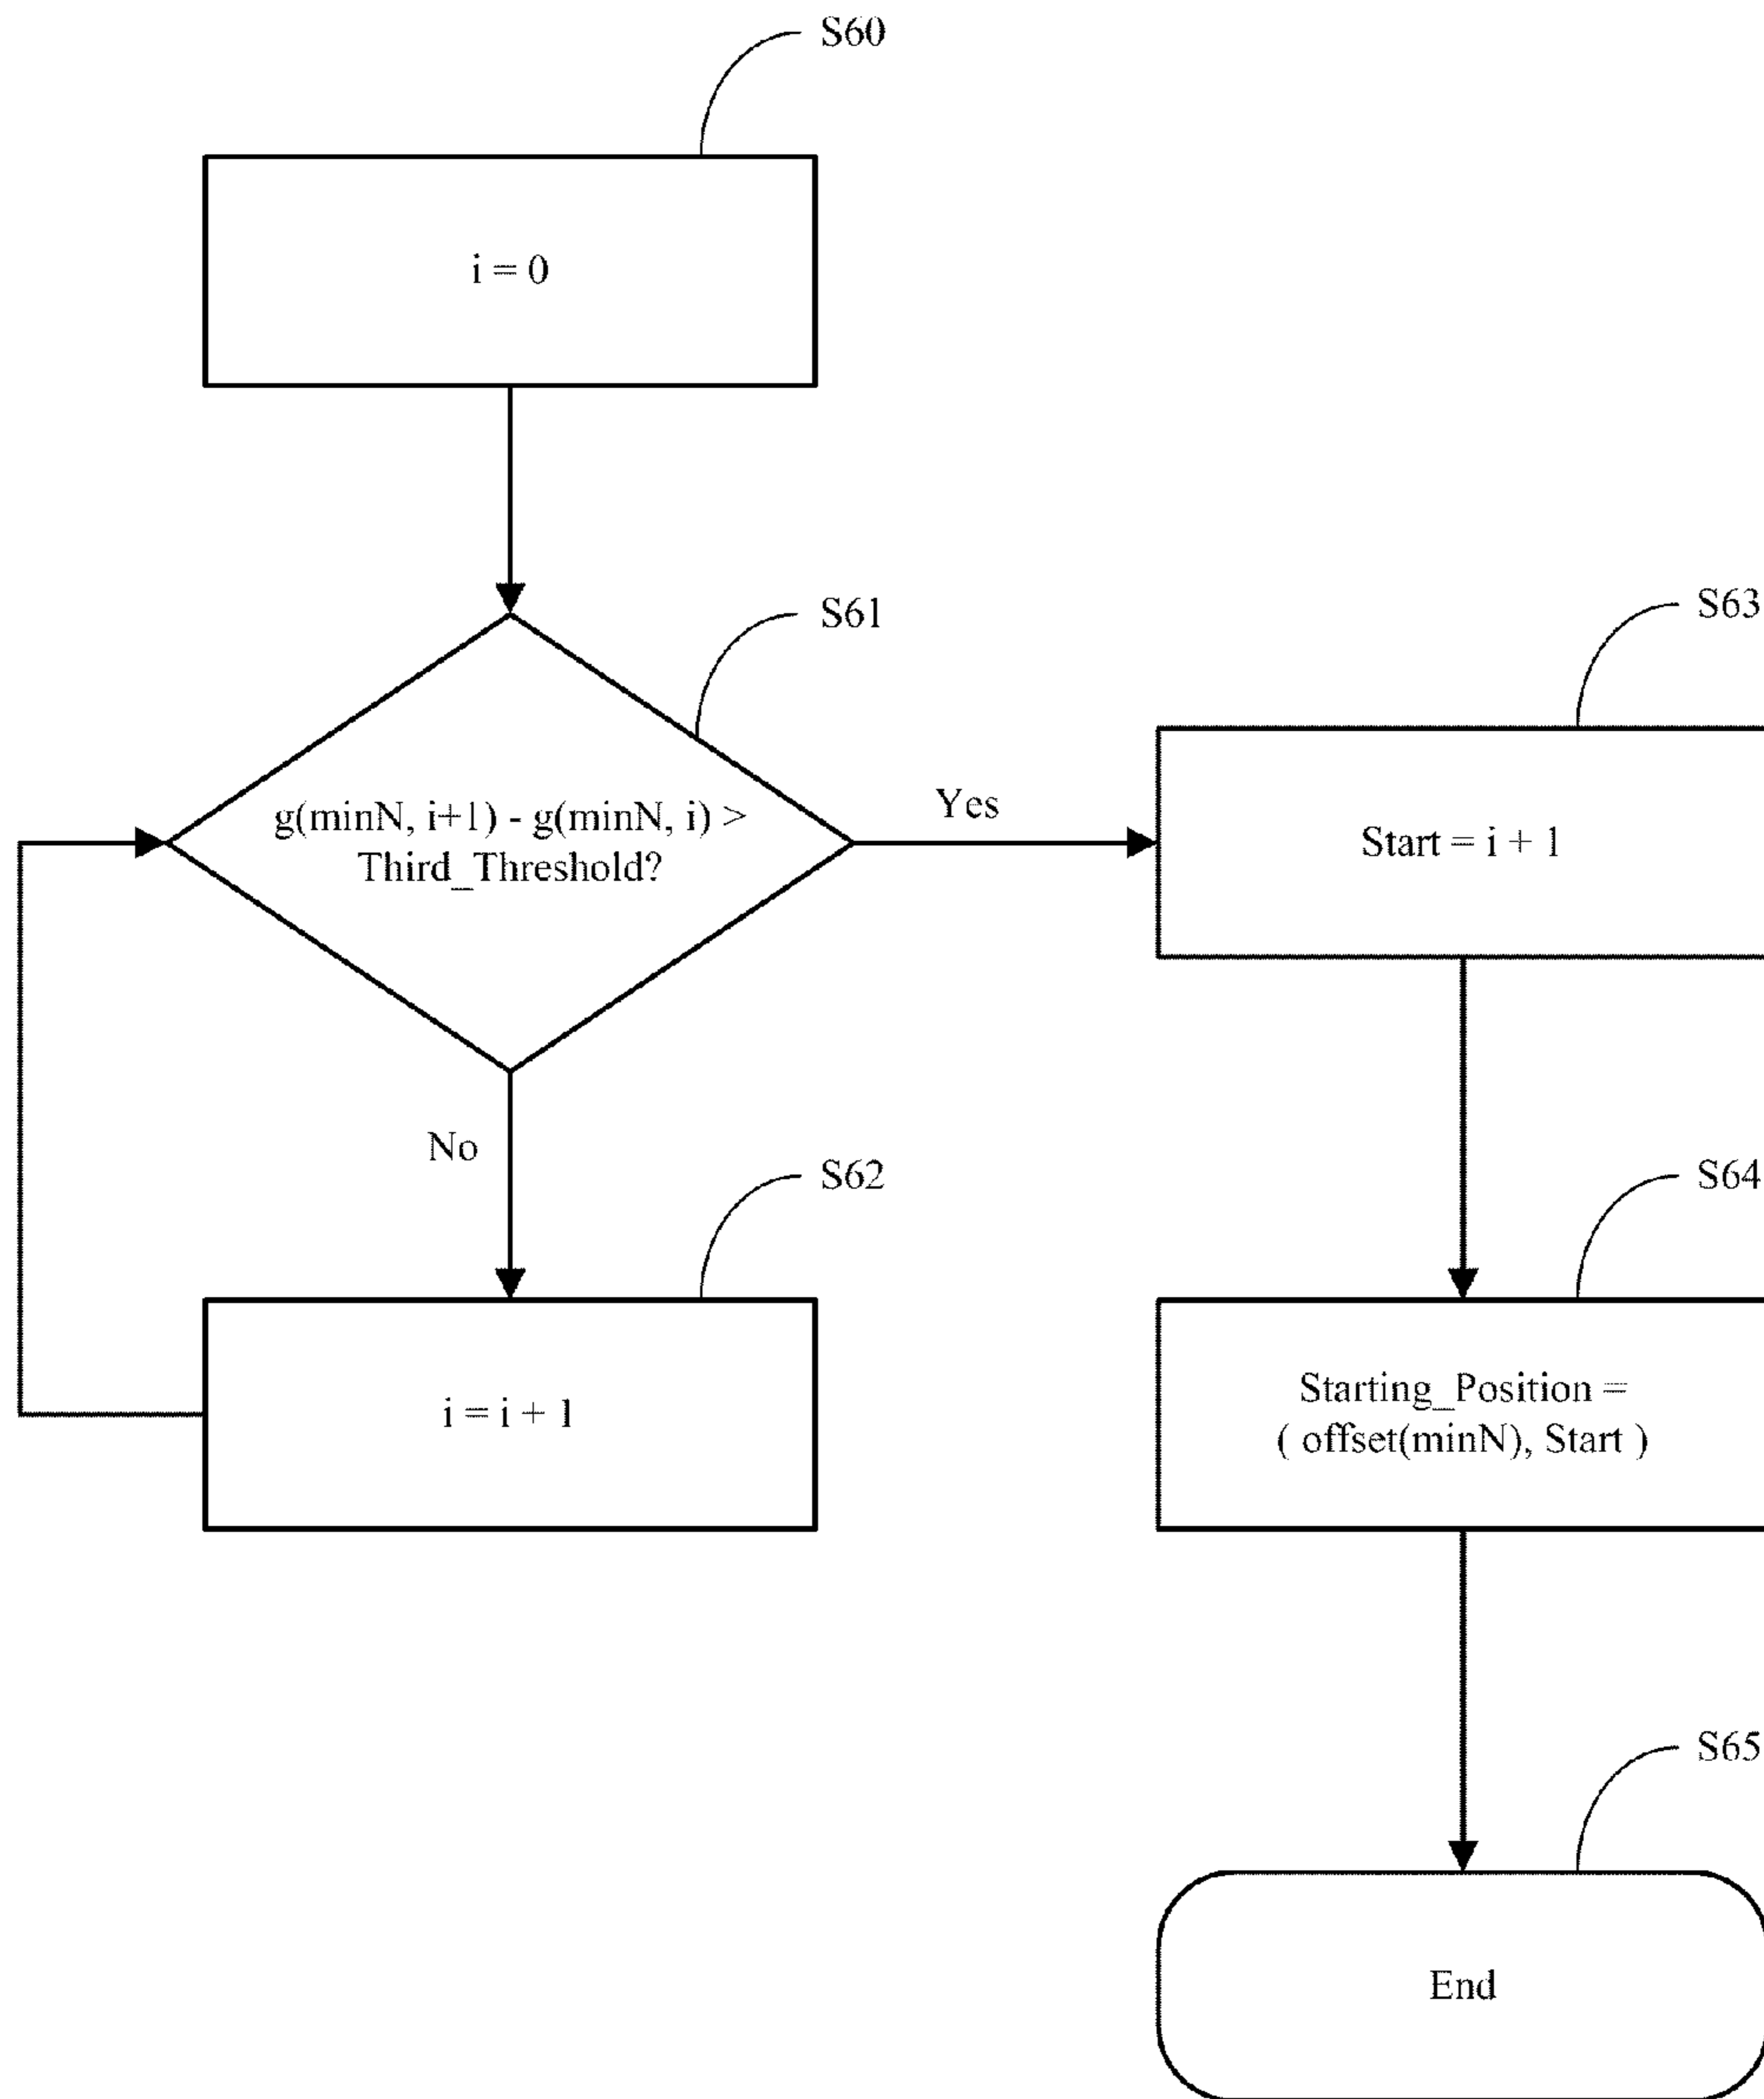 S60
i = 0
S61
g(minN, i+1) - g(minN, i) >
Third_Threshold?
Yes
No
S62
i = i + 1
S63
Start = i + 1
S64
Starting_Position =
( offset(minN), Start )
S65
End